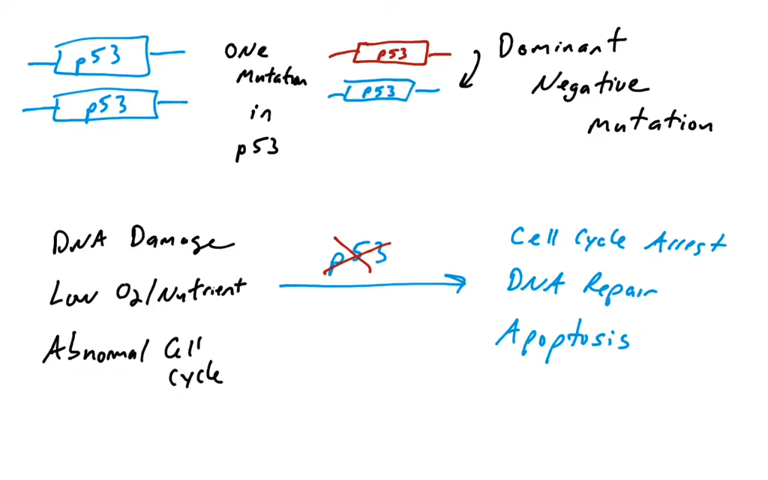 p53
p53
ONe
Mutation
in
p53
p53
p53
Dominant
Negative
Mutation
DNA Damage
Low O2/Nutrient
Abnormal Cell
Cycle
p53
Cell Cycle Arrest
DNA Repair
Apoptosis